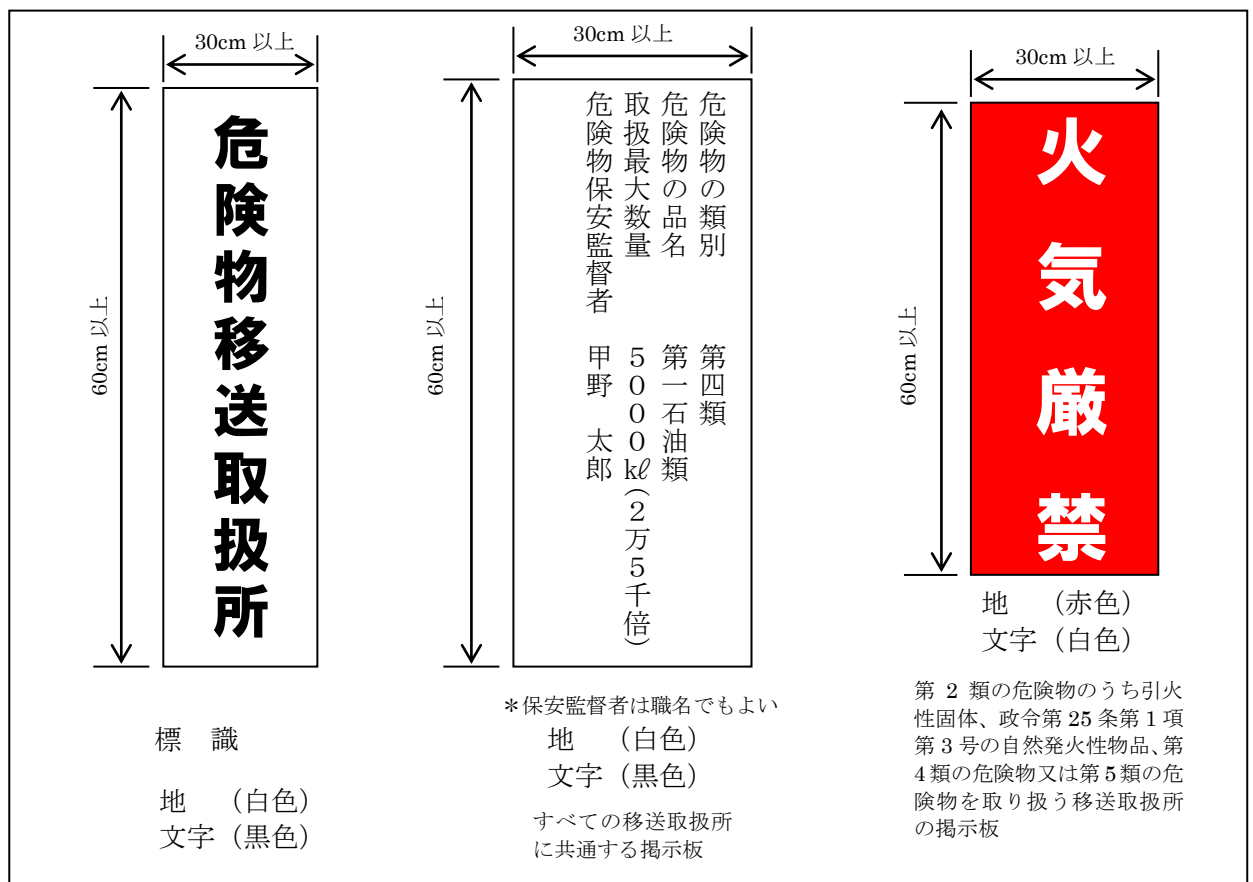 30cm 以上
60cm 以上
危険物移送取扱所
標 識
地 （白色）
文字（黒色）
30cm 以上
60cm 以上
危険物の類別 第四類
危険物の品名 第一石油類
取扱最大数量 ５０００㎘（２万５千倍）
危険物保安監督者 甲野 太郎
＊保安監督者は職名でもよい
地 （白色）
文字（黒色）
すべての移送取扱所
に共通する掲示板
30cm 以上
60cm 以上
火気厳禁
地 （赤色）
文字（白色）
第 2 類の危険物のうち引火
性固体、政令第 25 条第 1 項
第 3 号の自然発火性物品、第
4類の危険物又は第5類の危
険物を取り扱う移送取扱所
の掲示板